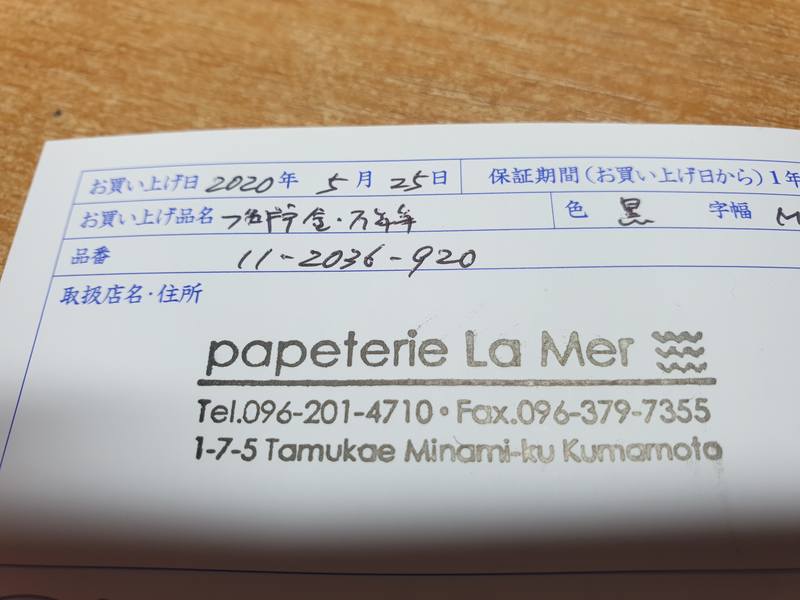 お買い上げ日 2020年 5月 25日 保証期間(お買い上げ日から)1年
お買い上げ品名 金・万年筆 色 黒 字幅 M
品番 11-2036-920
取扱店名・住所
papeterie La Mer
Tel.096-201-4710•Fax.096-379-7355
1-7-5 Tamukae Minami-ku Kumamoto